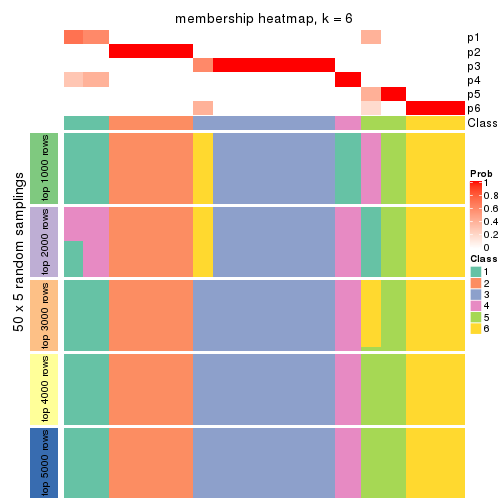 membership heatmap, k = 6
p1
p2
p3
p4
p5
p6
Class
50 x 5 random samplings
top 1000 rows
top 2000 rows
top 3000 rows
top 4000 rows
top 5000 rows
Prob
1
0.8
0.6
0.4
0.2
0
Class
1
2
3
4
5
6